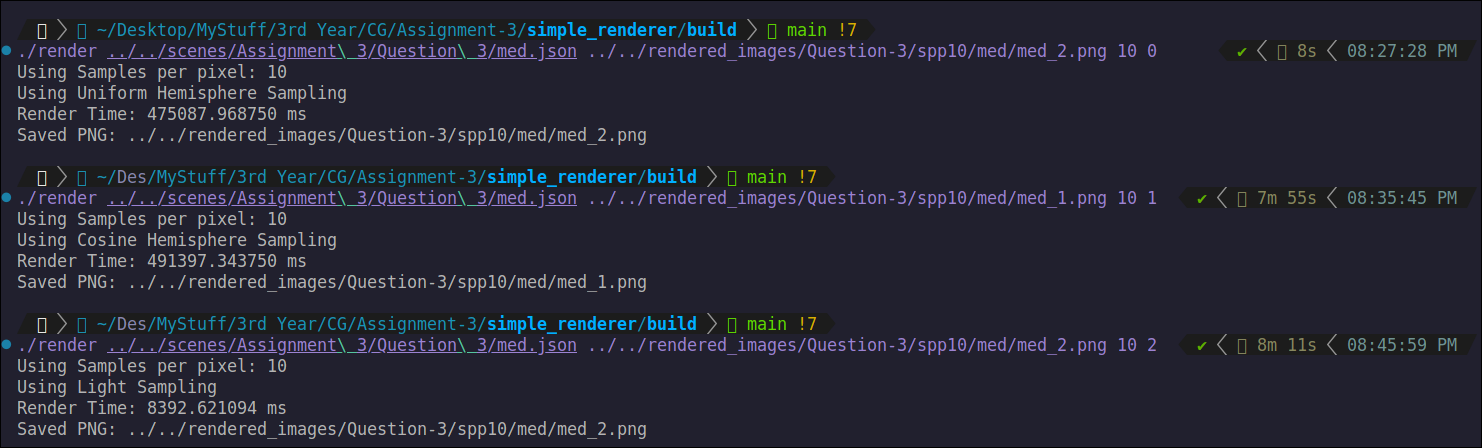 ~/Desktop/MyStuff/3rd Year/CG/Assignment-3/simple_renderer/build main !7
./render ../../scenes/Assignment\_3/Question\_3/med.json ../../rendered_images/Question-3/spp10/med/med_2.png 10 0 ✔ 8s 08:27:28 PM
Using Samples per pixel: 10
Using Uniform Hemisphere Sampling
Render Time: 475087.968750 ms
Saved PNG: ../../rendered_images/Question-3/spp10/med/med_2.png
~/Des/MyStuff/3rd Year/CG/Assignment-3/simple_renderer/build main !7
./render ../../scenes/Assignment\_3/Question\_3/med.json ../../rendered_images/Question-3/spp10/med/med_1.png 10 1 ✔ 7m 55s 08:35:45 PM
Using Samples per pixel: 10
Using Cosine Hemisphere Sampling
Render Time: 491397.343750 ms
Saved PNG: ../../rendered_images/Question-3/spp10/med/med_1.png
~/Des/MyStuff/3rd Year/CG/Assignment-3/simple_renderer/build main !7
./render ../../scenes/Assignment\_3/Question\_3/med.json ../../rendered_images/Question-3/spp10/med/med_2.png 10 2 ✔ 8m 11s 08:45:59 PM
Using Samples per pixel: 10
Using Light Sampling
Render Time: 8392.621094 ms
Saved PNG: ../../rendered_images/Question-3/spp10/med/med_2.png